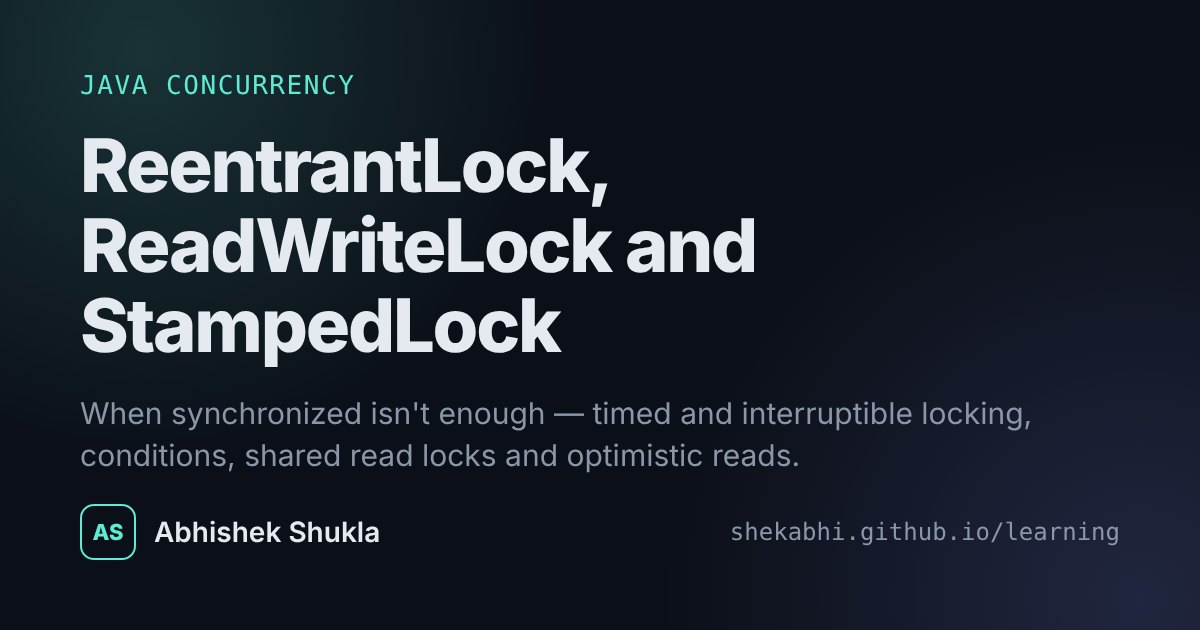 JAVA CONCURRENCY
ReentrantLock,
ReadWriteLock and
StampedLock
When synchronized isn't enough — timed and interruptible locking,
conditions, shared read locks and optimistic reads.
AS Abhishek Shukla
shekabhi.github.io/learning